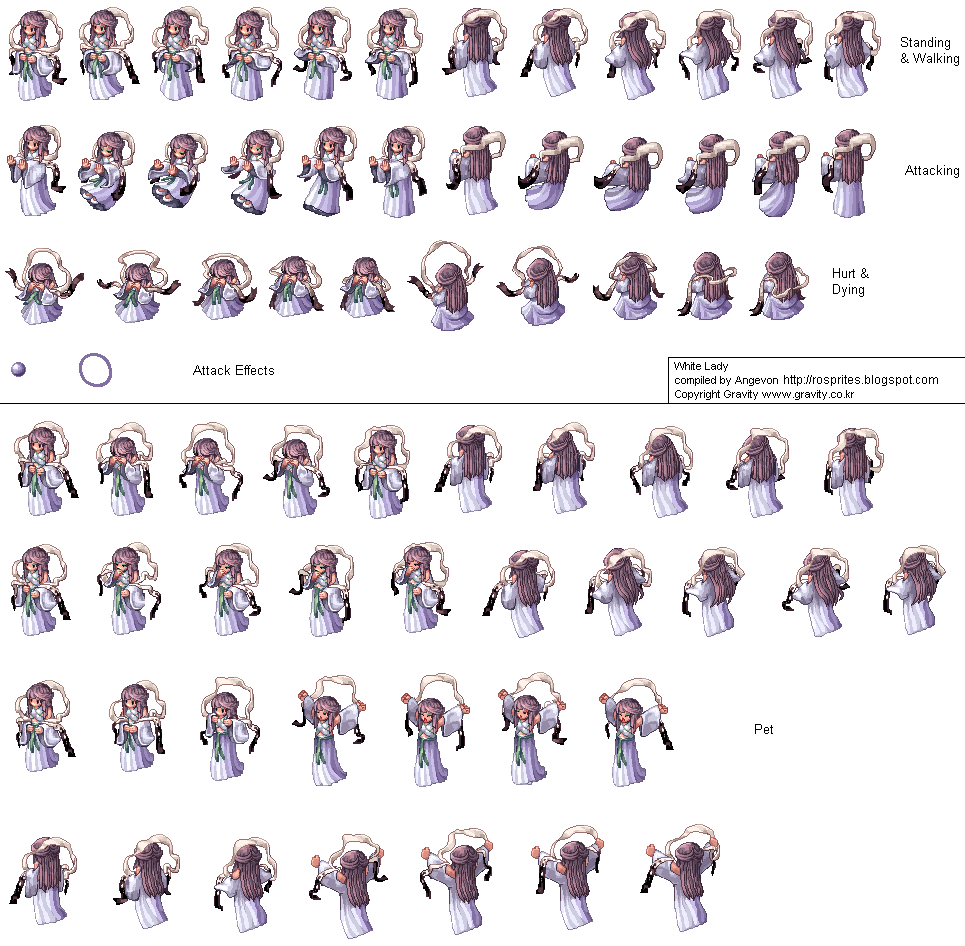 Standing
& Walking
Attacking
Hurt &
Dying
Attack Effects
White Lady
compiled by Angevon http://rosprites.blogspot.com
Copyright Gravity www.gravity.co.kr
Pet